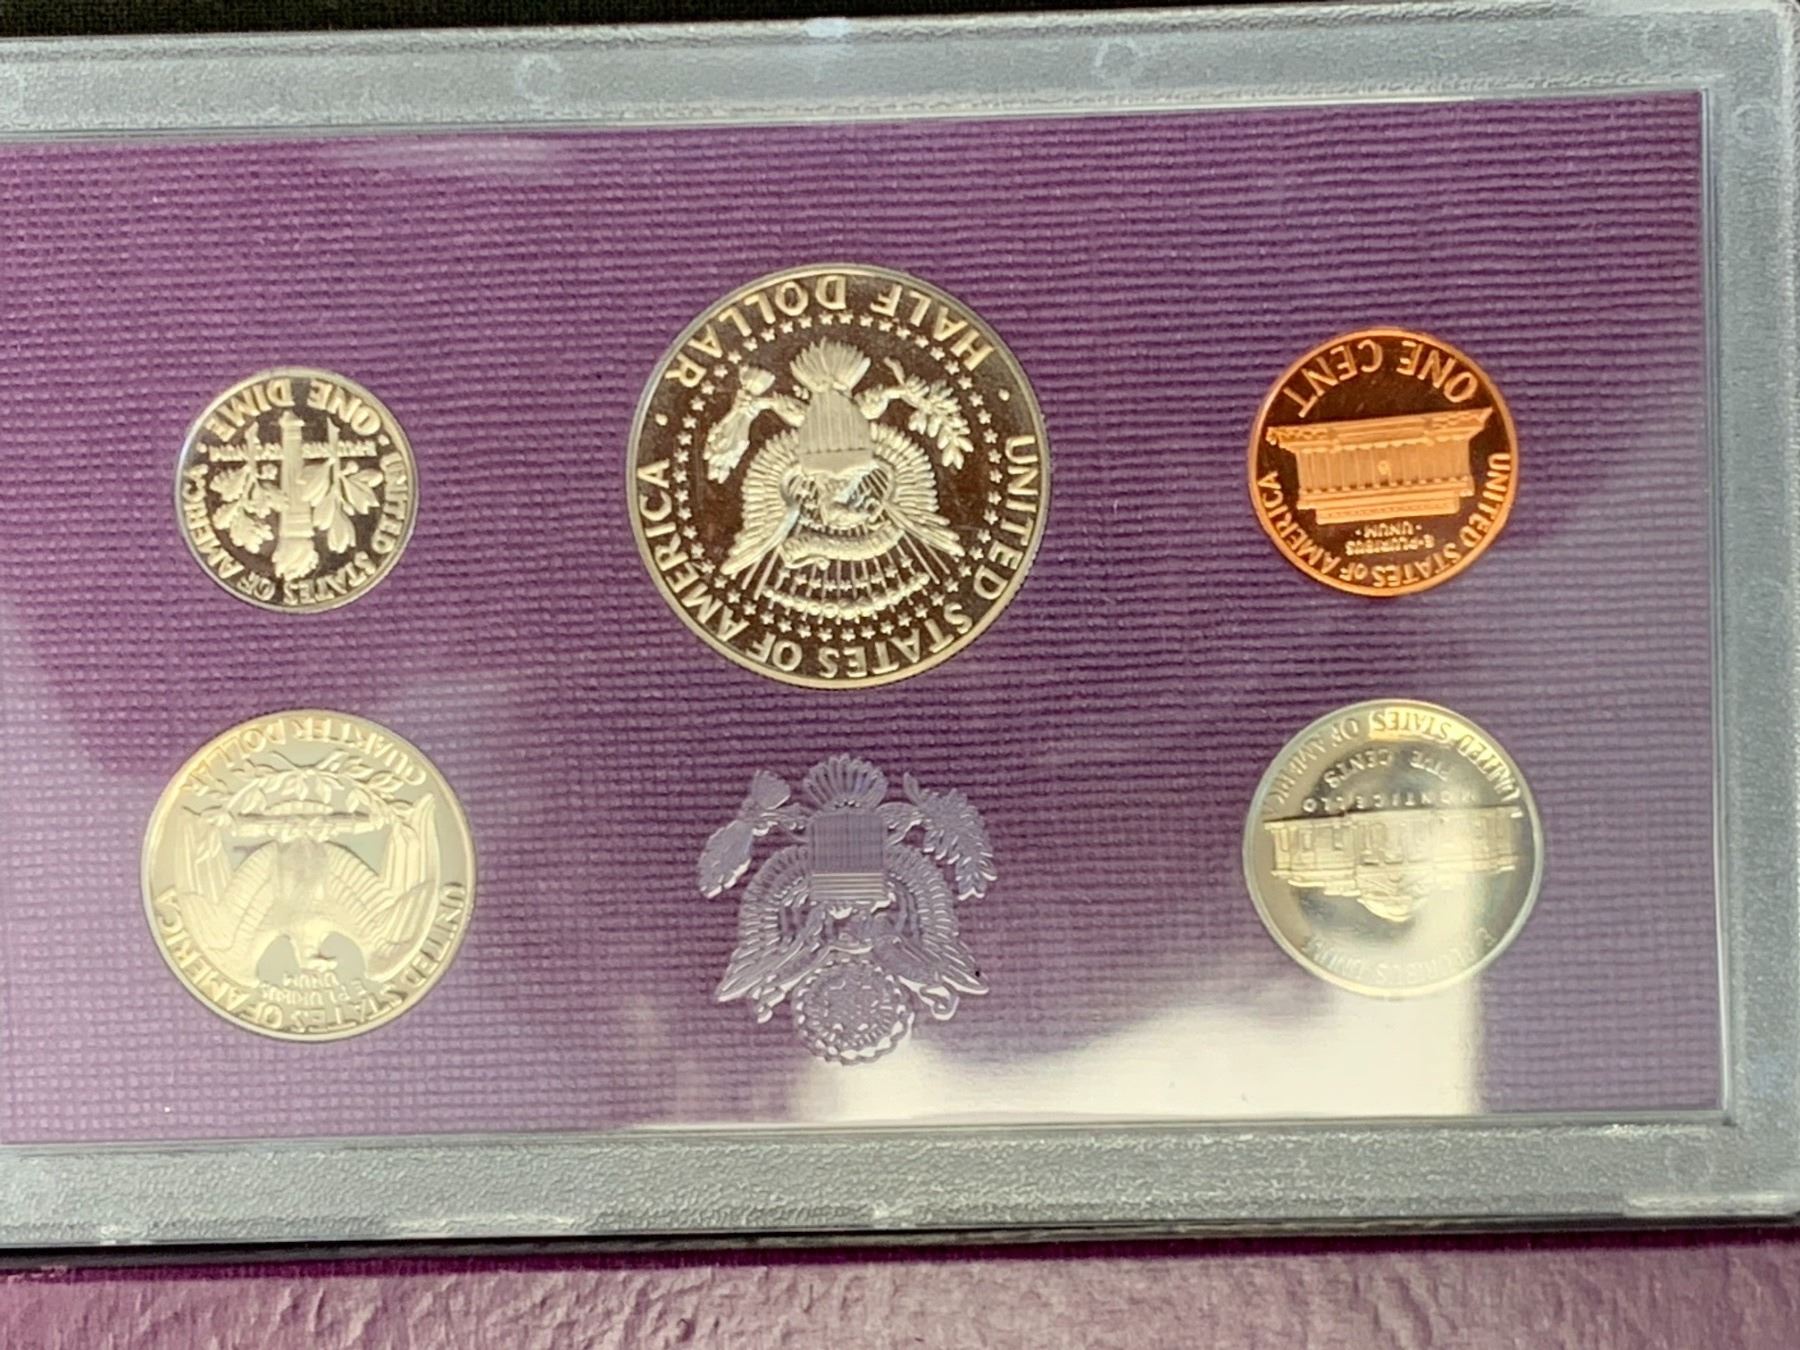 ONE DIME
UNITED STATES OF AMERICA
HALF DOLLAR
UNITED STATES OF AMERICA
ONE CENT
UNITED STATES OF AMERICA
E·PLURIBUS
·UNUM·
QUARTER DOLLAR
UNITED STATES OF AMERICA
E PLURIBUS
UNUM
E PLURIBUS UNUM
MONTICELLO
FIVE CENTS
UNITED STATES OF AMERICA